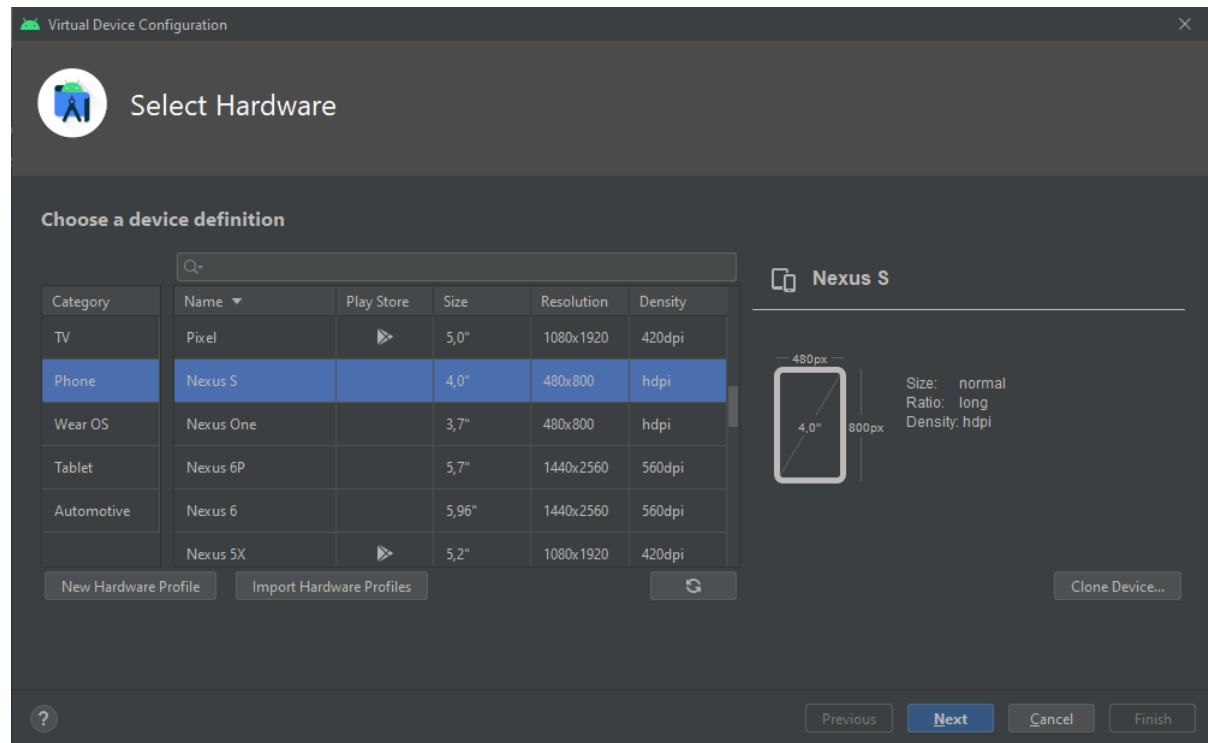 Virtual Device Configuration
Select Hardware
Choose a device definition
Category
TV
Phone
Wear OS
Tablet
Automotive
Name Play Store Size Resolution Density
Pixel 5,0" 1080x1920 420dpi
Nexus S 4,0" 480x800 hdpi
Nexus One 3,7" 480x800 hdpi
Nexus 6P 5,7" 1440x2560 560dpi
Nexus 6 5,96" 1440x2560 560dpi
Nexus 5X 5,2" 1080x1920 420dpi
New Hardware Profile Import Hardware Profiles
Nexus S
480px
4,0" 800px
Size: normal
Ratio: long
Density: hdpi
Clone Device...
? Previous Next Cancel Finish